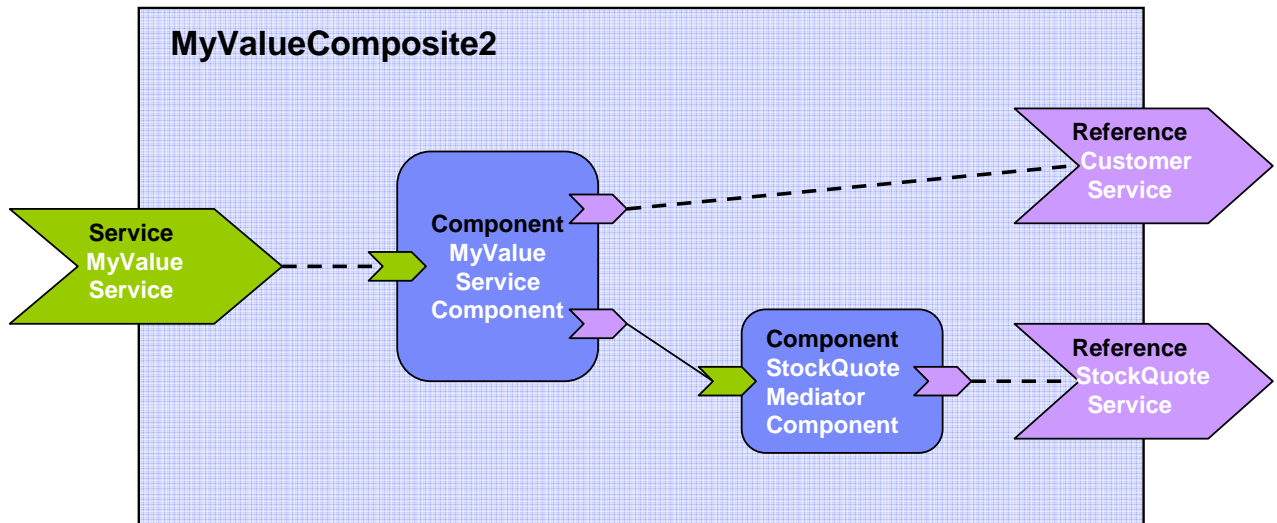 MyValueComposite2
Service
MyValue
Service
Component
MyValue
Service
Component
Component
StockQuote
Mediator
Component
Reference
Customer
Service
Reference
StockQuote
Service